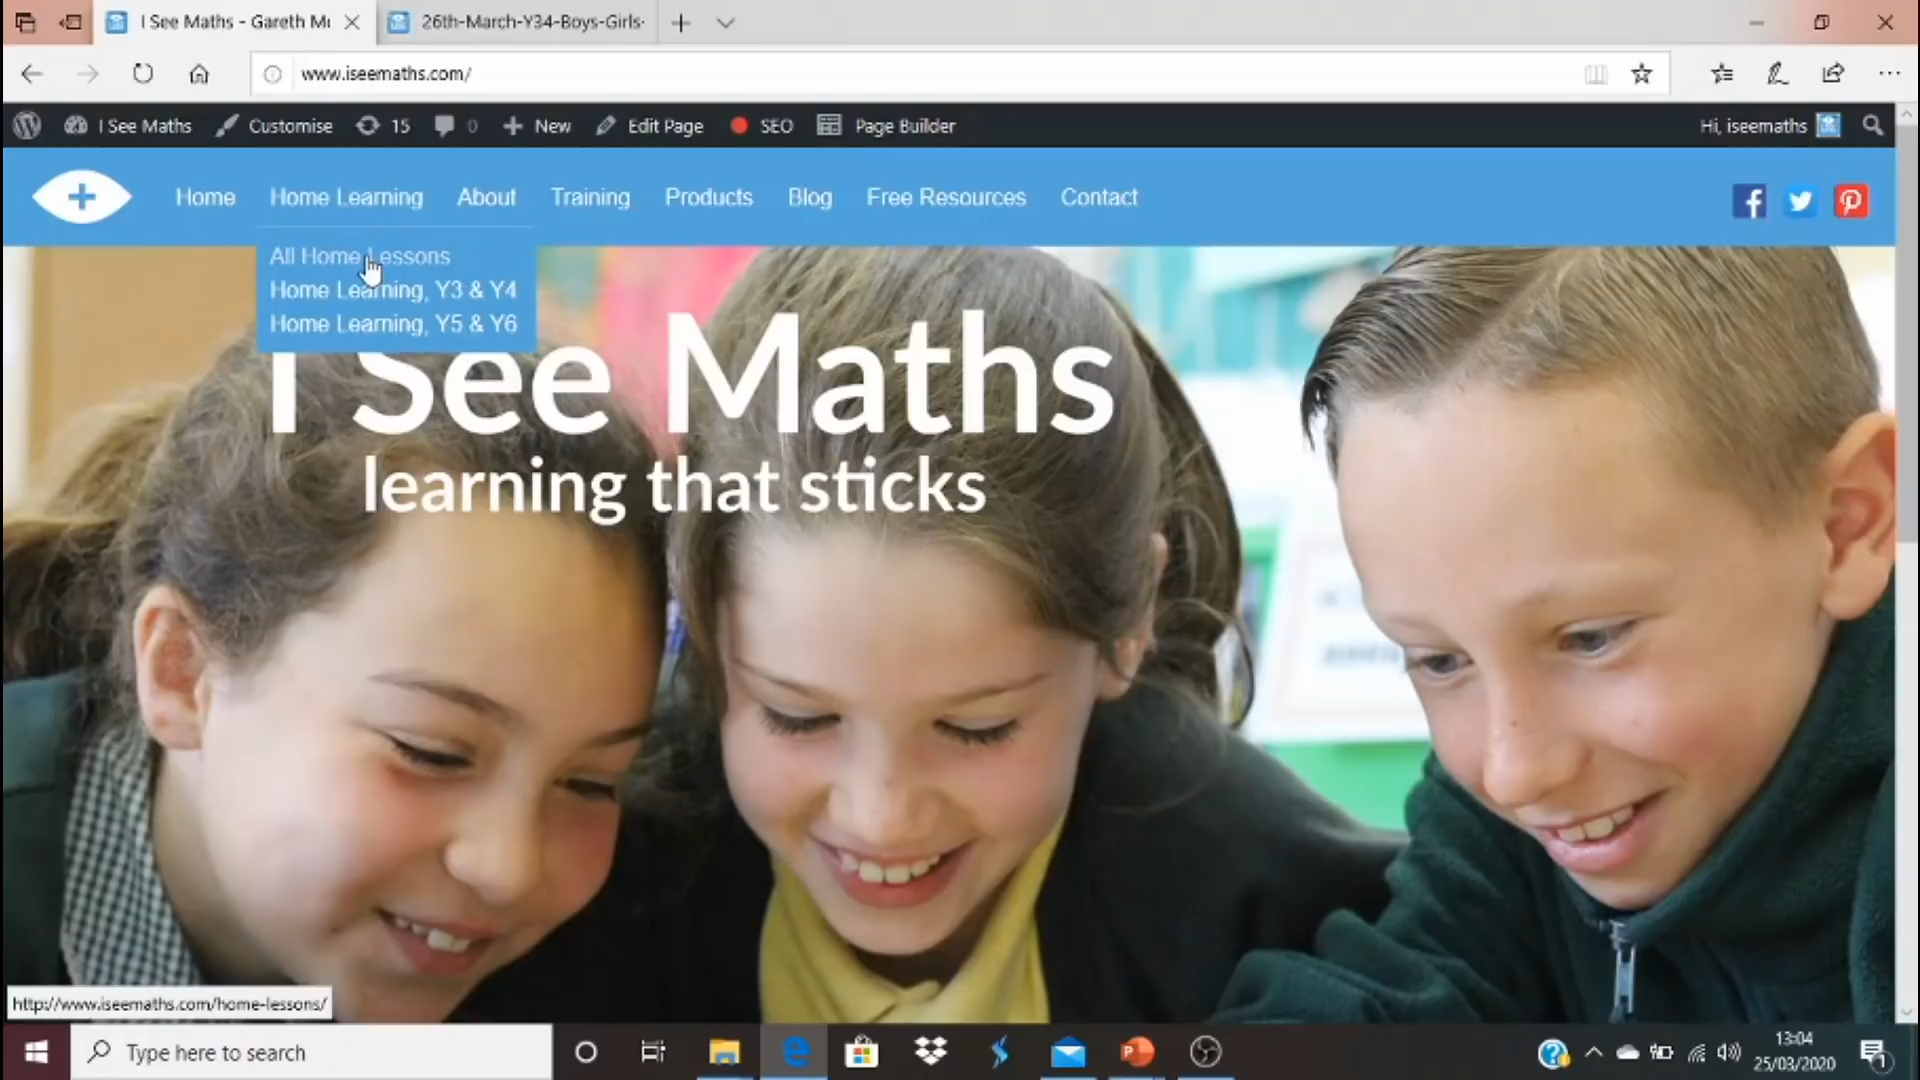 I See Maths - Gareth M
26th-March-Y34-Boys-Girls-
www.iseemaths.com/
I See Maths Customise 15 0 New Edit Page SEO Page Builder Hi, iseemaths
Home Home Learning About Training Products Blog Free Resources Contact
All Home Lessons
Home Learning, Y3 & Y4
Home Learning, Y5 & Y6
I See Maths
learning that sticks
http://www.iseemaths.com/home-lessons/
Type here to search
13:04
25/03/2020